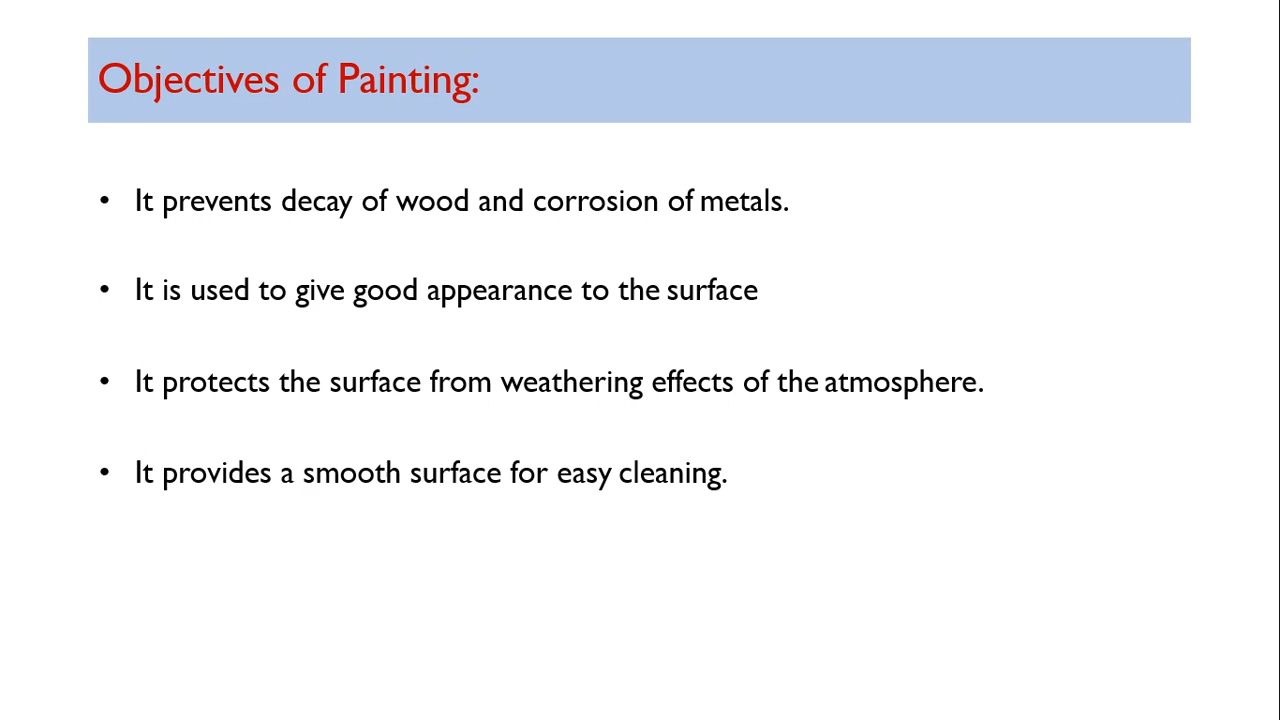 Objectives of Painting:
• It prevents decay of wood and corrosion of metals.
• It is used to give good appearance to the surface
• It protects the surface from weathering effects of the atmosphere.
• It provides a smooth surface for easy cleaning.